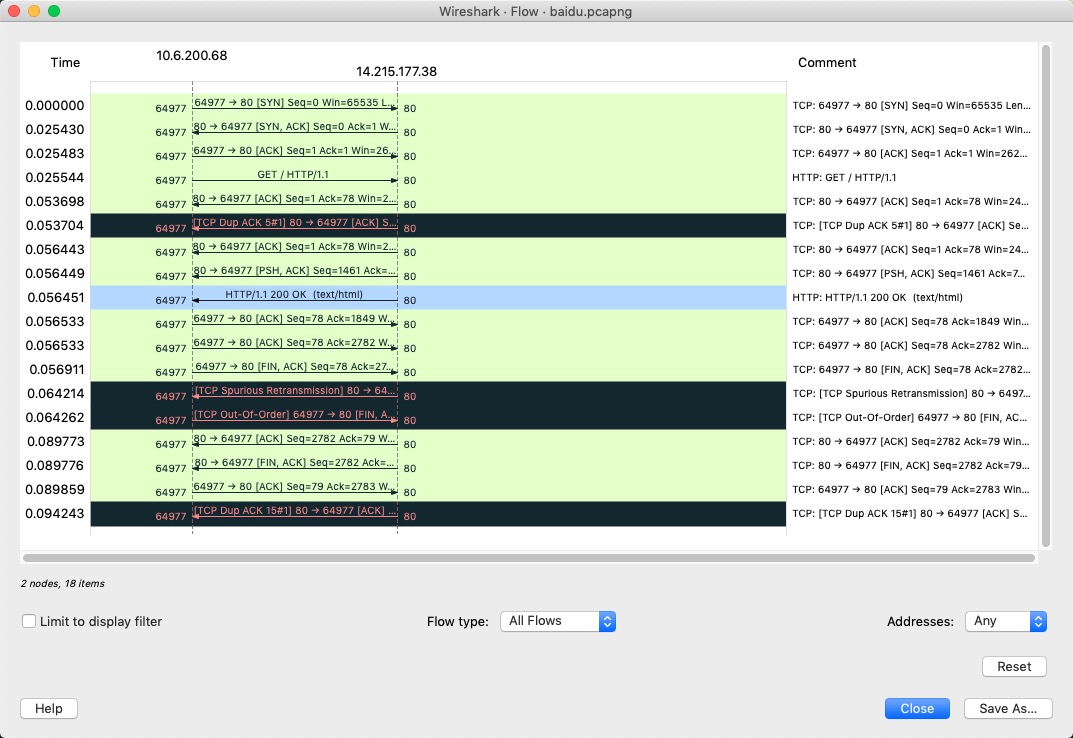 Wireshark · Flow · baidu.pcapng
10.6.200.68
Time
14.215.177.38
Comment
0.000000 64977 64977 → 80 [SYN] Seq=0 Win=65535 L... 80 TCP: 64977 → 80 [SYN] Seq=0 Win=65535 Len...
0.025430 64977 80 → 64977 [SYN, ACK] Seq=0 Ack=1 W... 80 TCP: 80 → 64977 [SYN, ACK] Seq=0 Ack=1 Win...
0.025483 64977 64977 → 80 [ACK] Seq=1 Ack=1 Win=26... 80 TCP: 64977 → 80 [ACK] Seq=1 Ack=1 Win=262...
0.025544 64977 GET / HTTP/1.1 80 HTTP: GET / HTTP/1.1
0.053698 64977 80 → 64977 [ACK] Seq=1 Ack=78 Win=2... 80 TCP: 80 → 64977 [ACK] Seq=1 Ack=78 Win=24...
0.053704 64977 [TCP Dup ACK 5#1] 80 → 64977 [ACK] S... 80 TCP: [TCP Dup ACK 5#1] 80 → 64977 [ACK] Se...
0.056443 64977 80 → 64977 [ACK] Seq=1 Ack=78 Win=2... 80 TCP: 80 → 64977 [ACK] Seq=1 Ack=78 Win=24...
0.056449 64977 80 → 64977 [PSH, ACK] Seq=1461 Ack=... 80 TCP: 80 → 64977 [PSH, ACK] Seq=1461 Ack=7...
0.056451 64977 HTTP/1.1 200 OK (text/html) 80 HTTP: HTTP/1.1 200 OK (text/html)
0.056533 64977 64977 → 80 [ACK] Seq=78 Ack=1849 W... 80 TCP: 64977 → 80 [ACK] Seq=78 Ack=1849 Win...
0.056533 64977 64977 → 80 [ACK] Seq=78 Ack=2782 W... 80 TCP: 64977 → 80 [ACK] Seq=78 Ack=2782 Win...
0.056911 64977 64977 → 80 [FIN, ACK] Seq=78 Ack=27... 80 TCP: 64977 → 80 [FIN, ACK] Seq=78 Ack=2782...
0.064214 64977 [TCP Spurious Retransmission] 80 → 64... 80 TCP: [TCP Spurious Retransmission] 80 → 6497...
0.064262 64977 [TCP Out-Of-Order] 64977 → 80 [FIN, A... 80 TCP: [TCP Out-Of-Order] 64977 → 80 [FIN, AC...
0.089773 64977 80 → 64977 [ACK] Seq=2782 Ack=79 W... 80 TCP: 80 → 64977 [ACK] Seq=2782 Ack=79 Win...
0.089776 64977 80 → 64977 [FIN, ACK] Seq=2782 Ack=... 80 TCP: 80 → 64977 [FIN, ACK] Seq=2782 Ack=79...
0.089859 64977 64977 → 80 [ACK] Seq=79 Ack=2783 W... 80 TCP: 64977 → 80 [ACK] Seq=79 Ack=2783 Win...
0.094243 64977 [TCP Dup ACK 15#1] 80 → 64977 [ACK] ... 80 TCP: [TCP Dup ACK 15#1] 80 → 64977 [ACK] S...
2 nodes, 18 items
Limit to display filter Flow type: All Flows Addresses: Any
Reset
Help Close Save As...